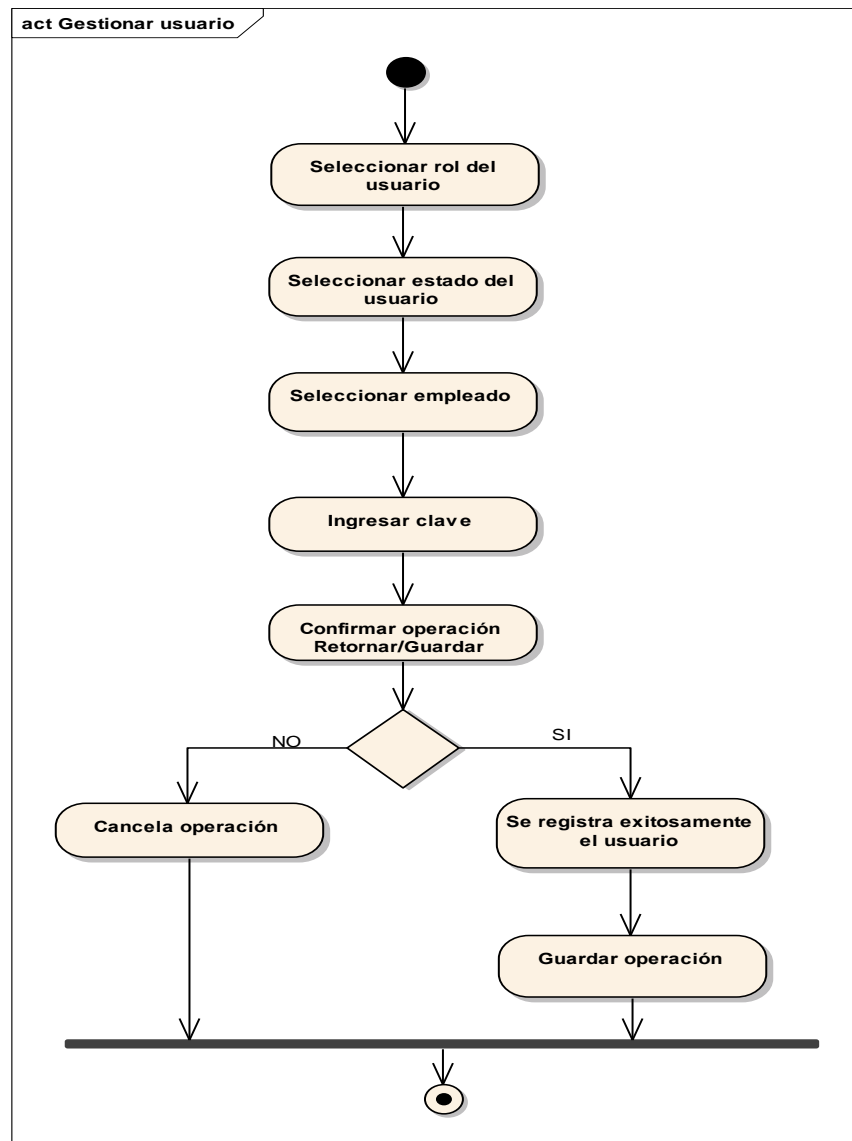 act Gestionar usuario
Seleccionar rol del
usuario
Seleccionar estado del
usuario
Seleccionar empleado
Ingresar clave
Confirmar operación
Retornar/Guardar
NO
SI
Cancela operación
Se registra exitosamente
el usuario
Guardar operación